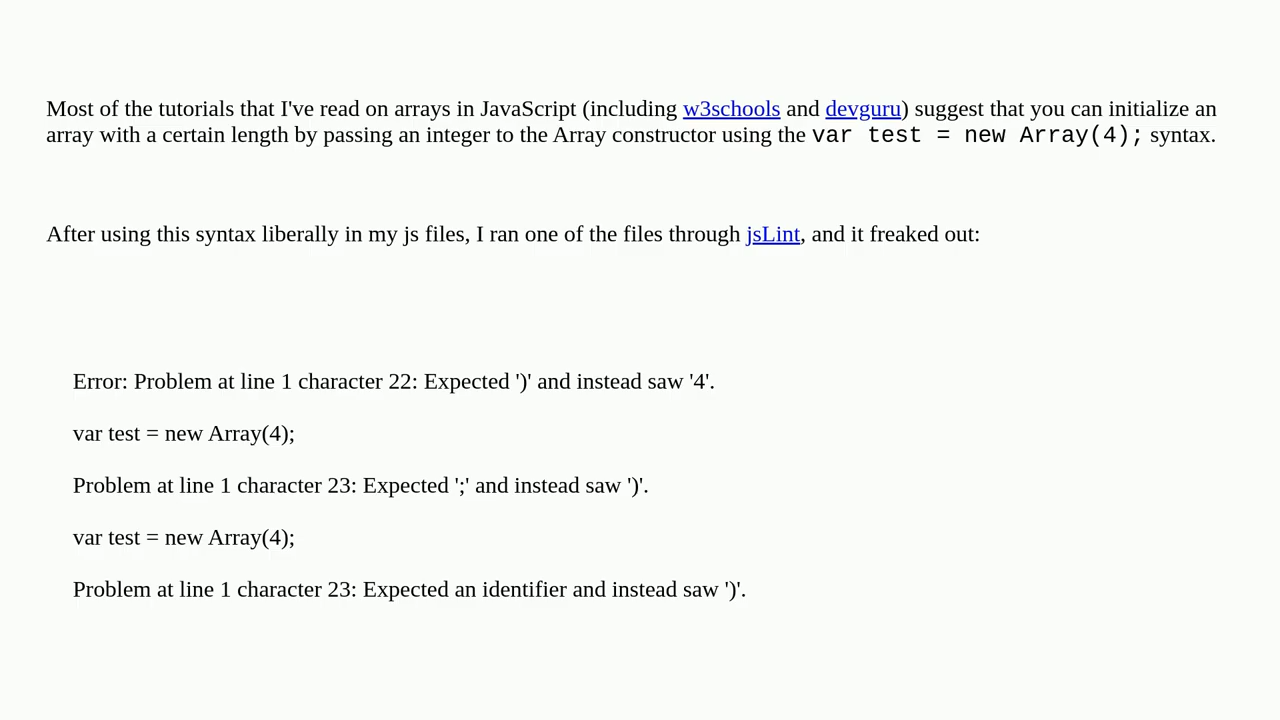 Most of the tutorials that I've read on arrays in JavaScript (including w3schools and devguru) suggest that you can initialize an
array with a certain length by passing an integer to the Array constructor using the var test = new Array(4); syntax.
After using this syntax liberally in my js files, I ran one of the files through jsLint, and it freaked out:
Error: Problem at line 1 character 22: Expected ')' and instead saw '4'.
var test = new Array(4);
Problem at line 1 character 23: Expected ';' and instead saw ')'.
var test = new Array(4);
Problem at line 1 character 23: Expected an identifier and instead saw ')'.